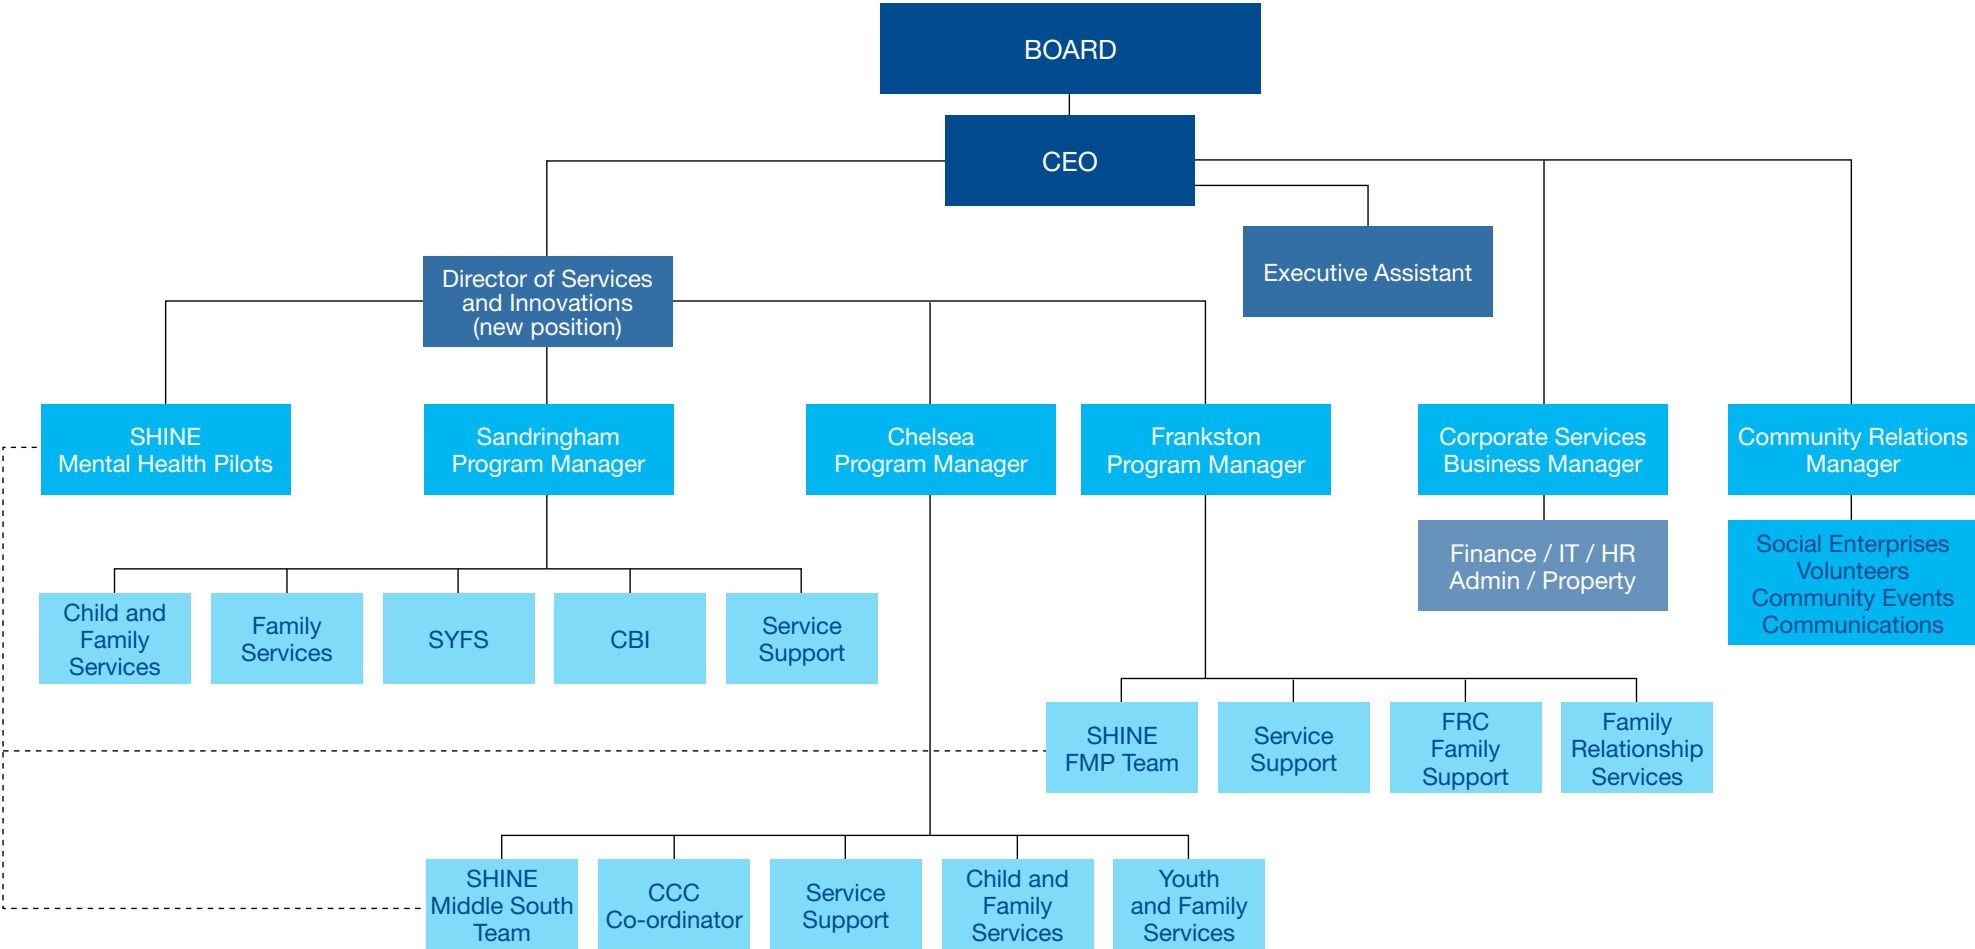 BOARD
CEO
Executive Assistant
Director of Services
and Innovations
(new position)
SHINE
Mental Health Pilots
Sandringham
Program Manager
Chelsea
Program Manager
Frankston
Program Manager
Corporate Services
Business Manager
Community Relations
Manager
Finance / IT / HR
Admin / Property
Social Enterprises
Volunteers
Community Events
Communications
Child and
Family
Services
Family
Services
SYFS
CBI
Service
Support
SHINE
FMP Team
Service
Support
FRC
Family
Support
Family
Relationship
Services
SHINE
Middle South
Team
CCC
Co-ordinator
Service
Support
Child and
Family
Services
Youth
and Family
Services